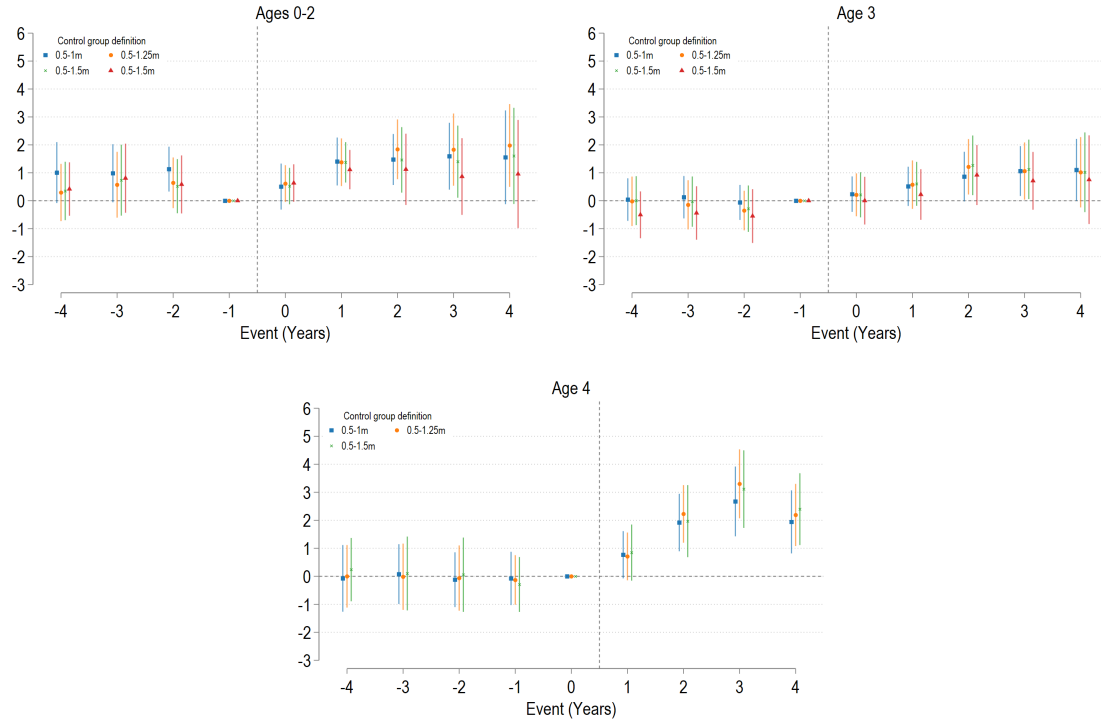 Ages 0-2
6
5
4
3
2
1
0
-1
-2
-3
Control group definition
0.5-1m 0.5-1.25m
0.5-1.5m 0.5-1.5m
-4 -3 -2 -1 0 1 2 3 4
Event (Years)
Age 3
6
5
4
3
2
1
0
-1
-2
-3
Control group definition
0.5-1m 0.5-1.25m
0.5-1.5m 0.5-1.5m
-4 -3 -2 -1 0 1 2 3 4
Event (Years)
Age 4
6
5
4
3
2
1
0
-1
-2
-3
Control group definition
0.5-1m 0.5-1.25m
0.5-1.5m
-4 -3 -2 -1 0 1 2 3 4
Event (Years)